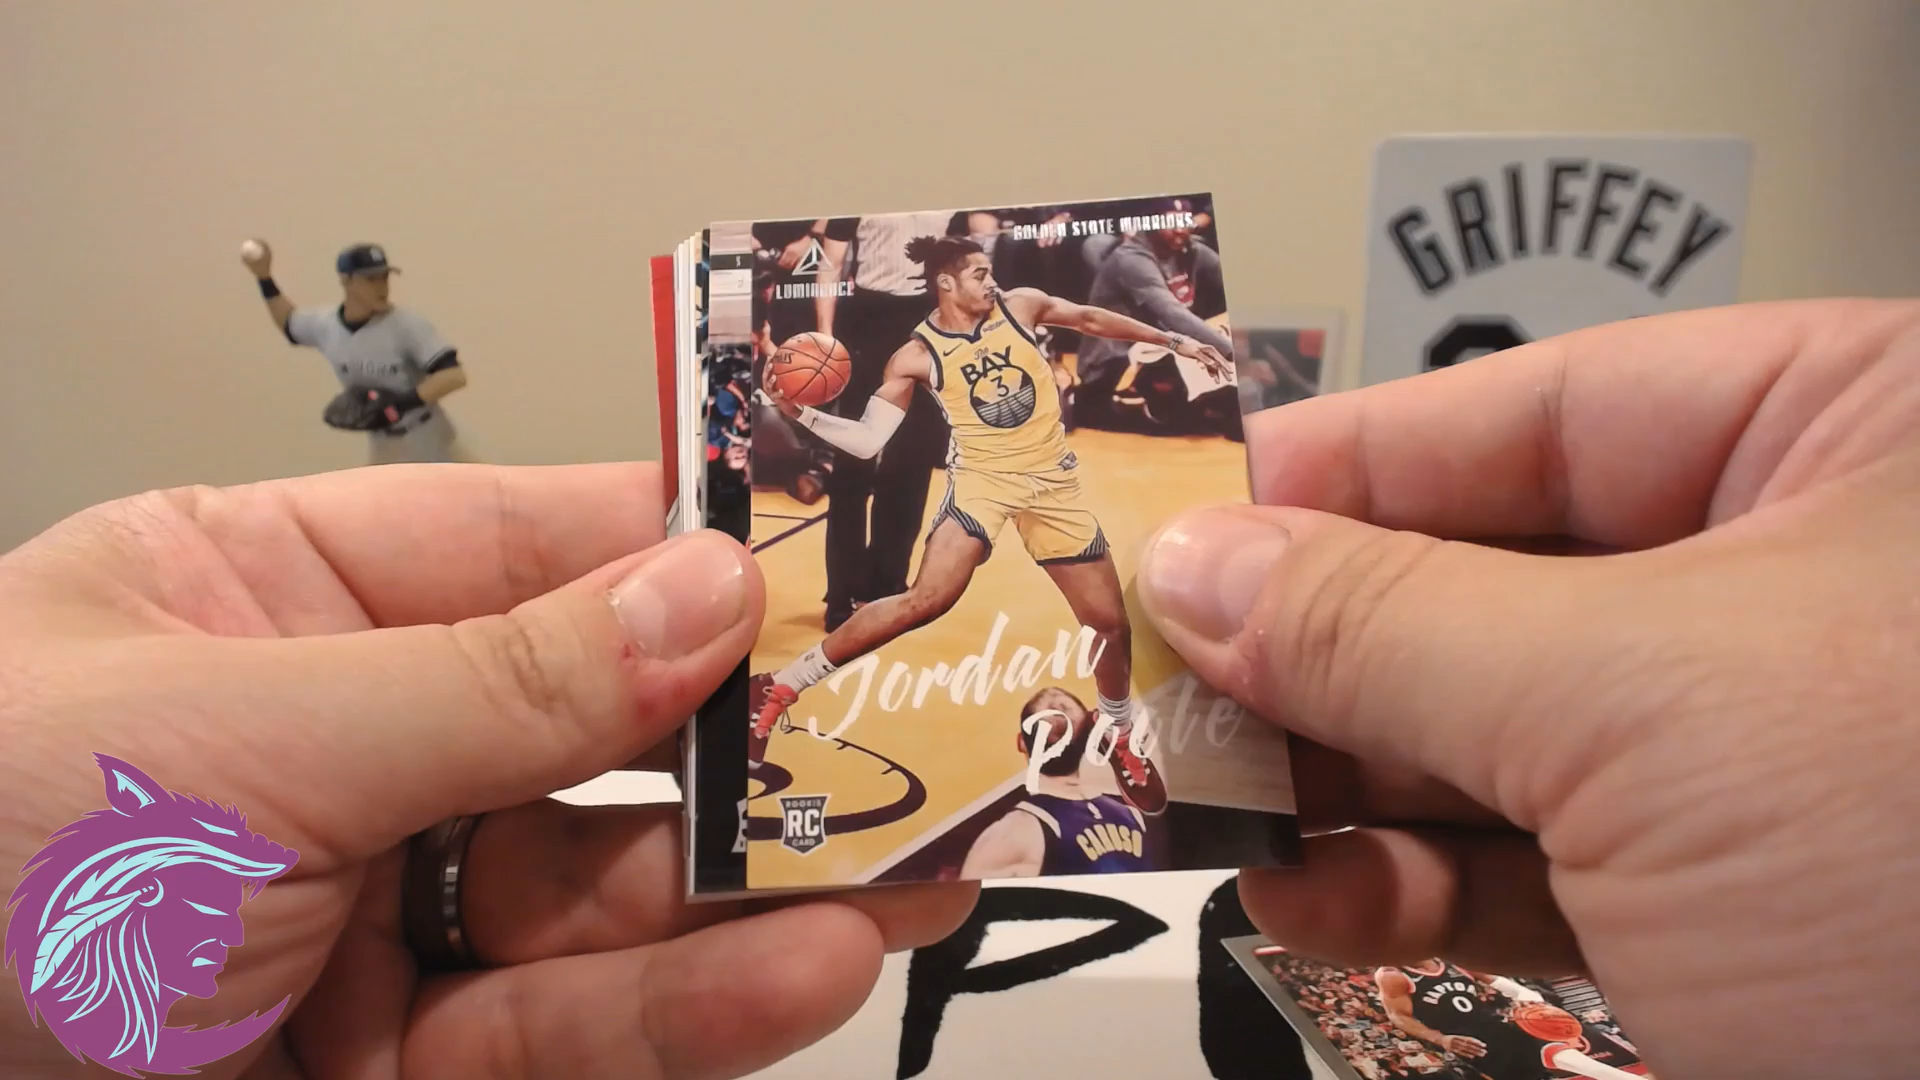 GRIFFEY
GOLDEN STATE WARRIORS
LUMINANCE
The
BAY
3
Jordan
Poole
ROOKIE
RC
CARD
CARUSO
RAPTORS
0
P